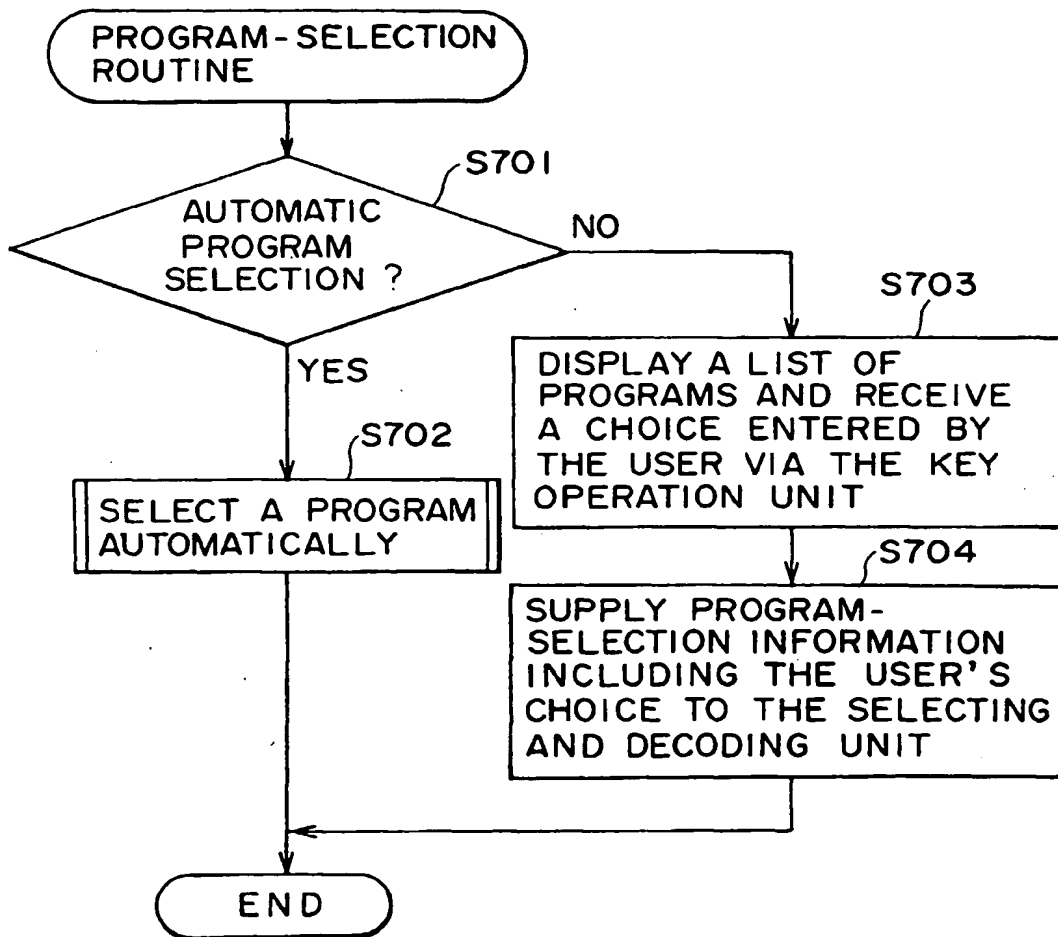 PROGRAM-SELECTION
ROUTINE
S701
AUTOMATIC
PROGRAM
SELECTION ?
NO
YES
S703
DISPLAY A LIST OF
PROGRAMS AND RECEIVE
A CHOICE ENTERED BY
THE USER VIA THE KEY
OPERATION UNIT
S702
SELECT A PROGRAM
AUTOMATICALLY
S704
SUPPLY PROGRAM-
SELECTION INFORMATION
INCLUDING THE USER'S
CHOICE TO THE SELECTING
AND DECODING UNIT
END